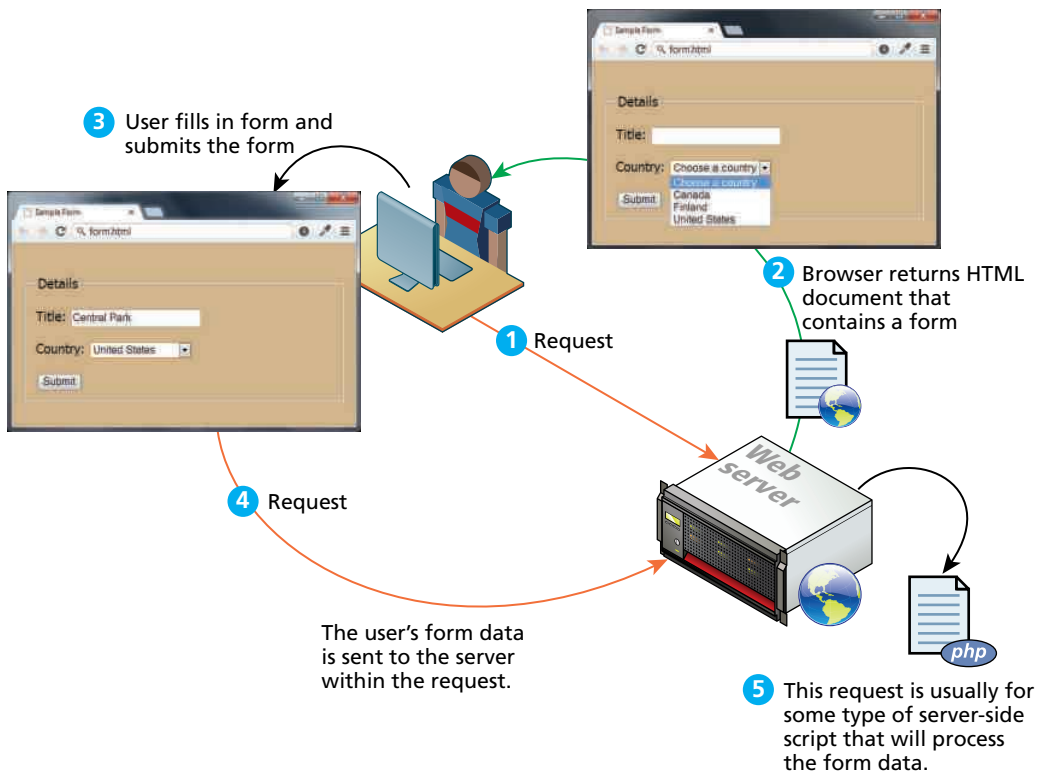 Sample Form
form.html
Details
Title:
Country: Choose a country
Choose a country
Canada
Finland
United States
Submit
3 User fills in form and
submits the form
Sample Form
form.html
Details
Title: Central Park
Country: United States
Submit
2 Browser returns HTML
document that
contains a form
1 Request
Web
server
4 Request
The user's form data
is sent to the server
within the request.
php
5 This request is usually for
some type of server-side
script that will process
the form data.